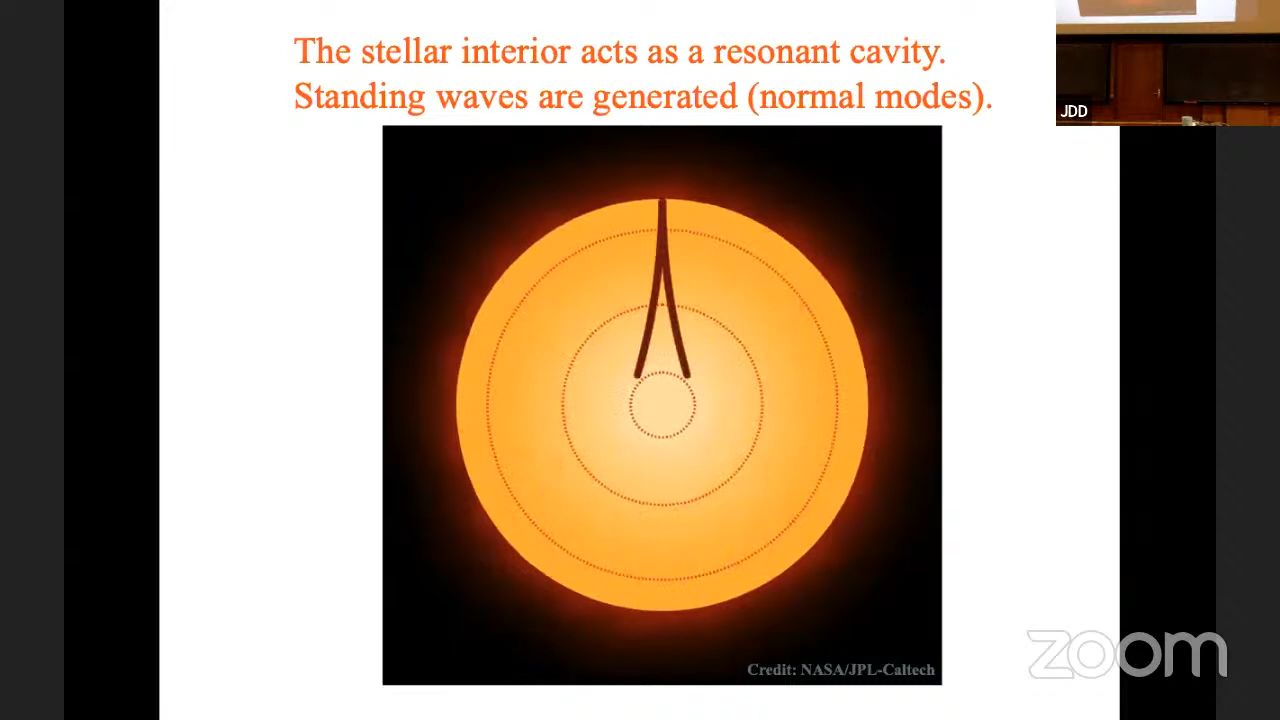 The stellar interior acts as a resonant cavity.
Standing waves are generated (normal modes).
JDD
Credit: NASA/JPL-Caltech
zoom